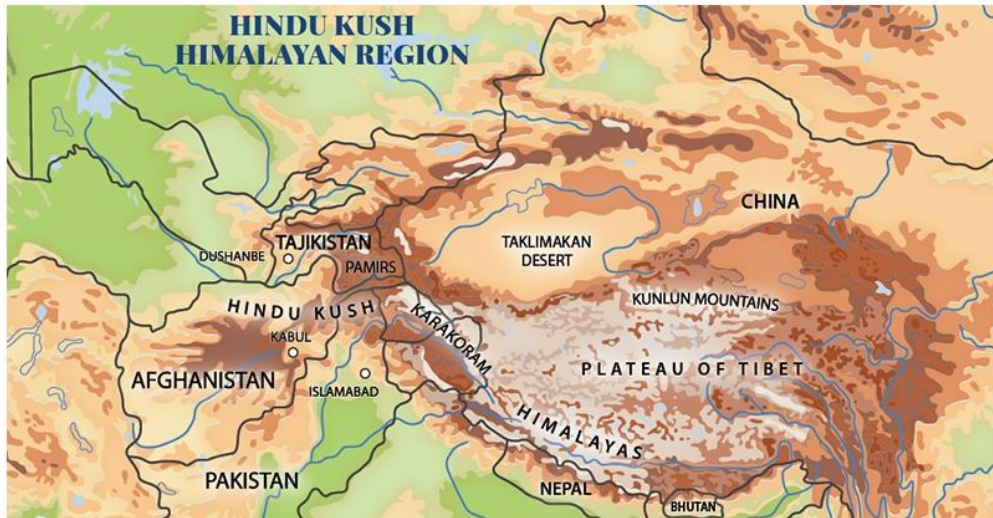 HINDU KUSH
HIMALAYAN REGION
CHINA
DUSHANBE
TAJIKISTAN
TAKLIMAKAN
DESERT
PAMIRS
HINDU KUSH
KUNLUN MOUNTAINS
KARAKORAM
KABUL
PLATEAU OF TIBET
AFGHANISTAN
ISLAMABAD
HIMALAYAS
PAKISTAN
NEPAL
BHUTAN